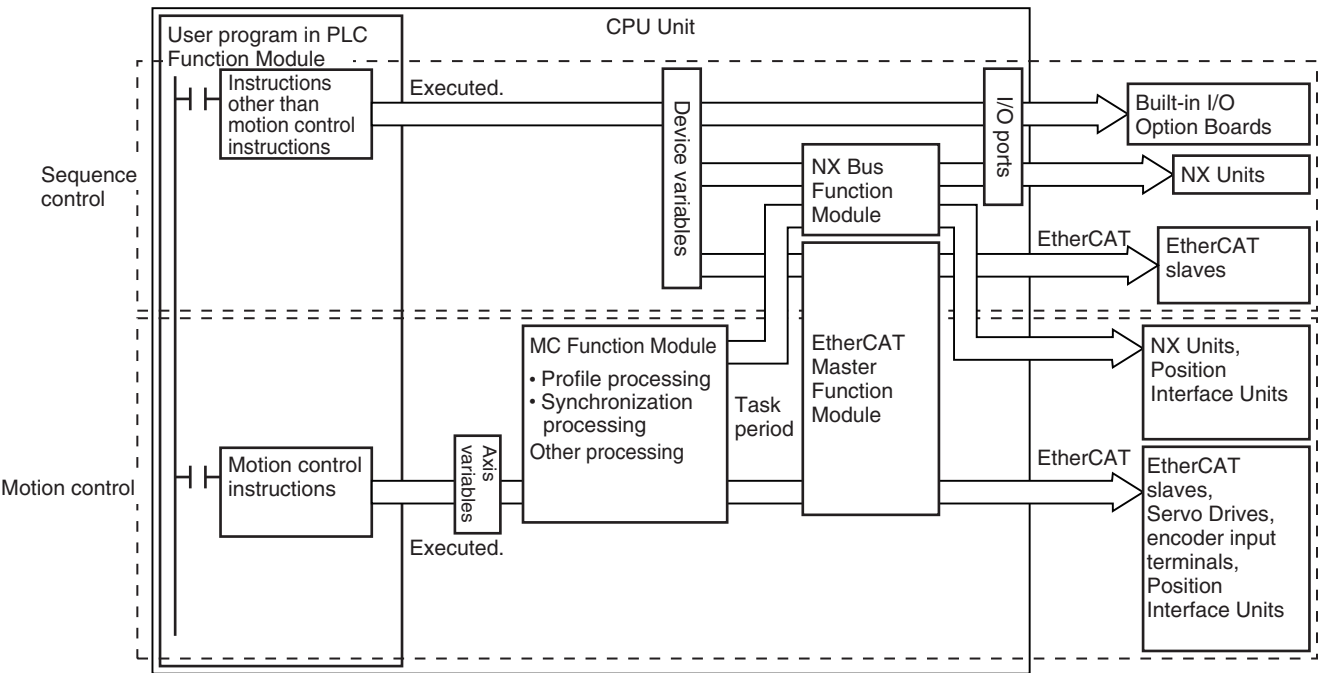 CPU Unit
User program in PLC
Function Module
Instructions
other than
motion control
instructions
Executed.
Device variables
I/O ports
Built-in I/O
Option Boards
NX Bus
Function
Module
NX Units
Sequence
control
EtherCAT
EtherCAT
slaves
MC Function Module
• Profile processing
• Synchronization
processing
Other processing
Task
period
EtherCAT
Master
Function
Module
NX Units,
Position
Interface Units
Motion control
Motion control
instructions
Axis
variables
Executed.
EtherCAT
EtherCAT
slaves,
Servo Drives,
encoder input
terminals,
Position
Interface Units